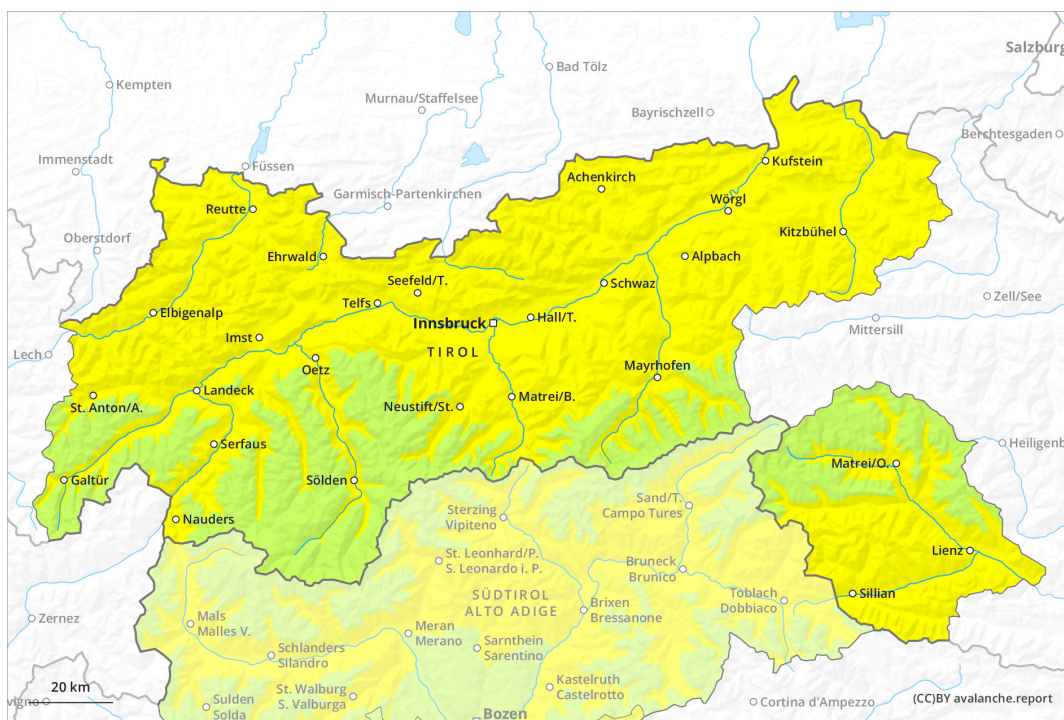 Salzburg
Bad Tölz
Kempten
Murnau/Staffelsee
Bayrischzell
Berchtesgaden
Immenstadt
Füssen
Kufstein
Achenkirch
Garmisch-Partenkirchen
Wörgl
Reutte
Oberstdorf
Kitzbühel
Ehrwald
Alpbach
Seefeld/T.
Schwaz
Zell/See
Telfs
Elbigenalp
Hall/T.
Innsbruck
Mittersill
Imst
Lech
TIROL
Oetz
Mayrhofen
Landeck
St. Anton/A.
Matrei/B.
Neustift/St.
Serfaus
Heiligenb
Matrei/O.
Galtür
Sölden
Sand/T.
Campo Tures
Sterzing
Vipiteno
Nauders
Lienz
St. Leonhard/P.
S. Leonardo i. P.
Bruneck
Brunico
SÜDTIROL
ALTO ADIGE
Sillian
Toblach
Dobbiaco
Brixen
Bressanone
Zernez
Mals
Malles V.
Meran
Merano
Sarnthein
Sarentino
Schlanders
Silandro
Kastelruth
Castelrotto
20 km
St. Walburg
S. Valburga
vigno
Sulden
Solda
Cortina d'Ampezzo
(CC)BY avalanche.report
Bozen